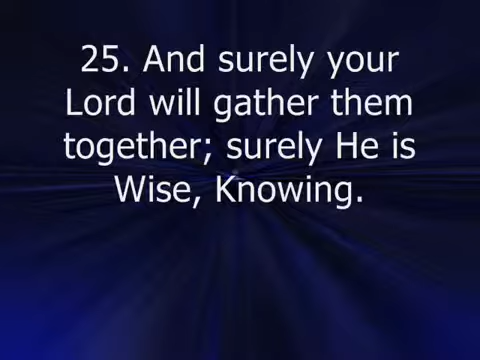 25. And surely your
Lord will gather them
together; surely He is
Wise, Knowing.